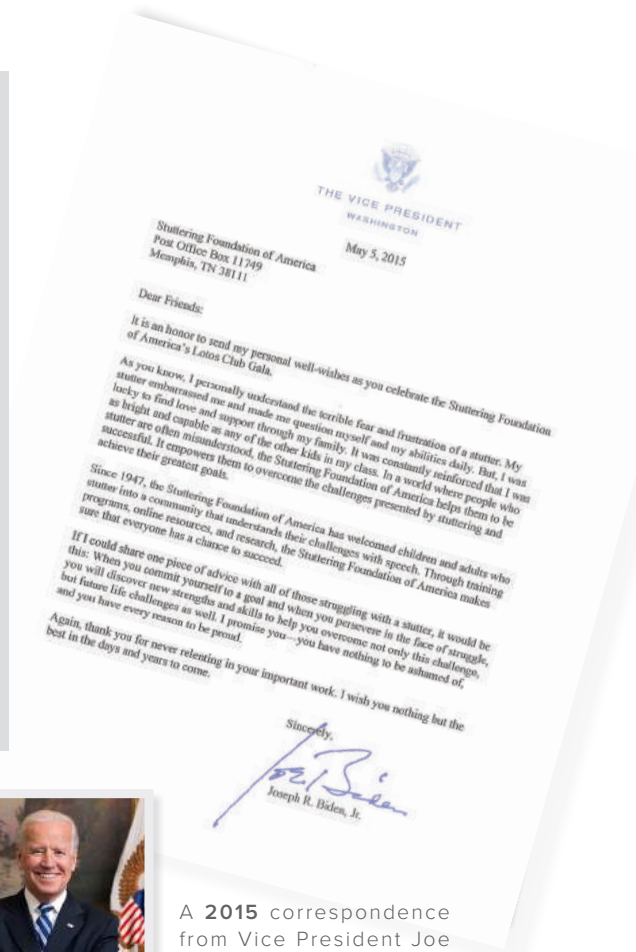 THE VICE PRESIDENT
WASHINGTON
May 5, 2015
Stuttering Foundation of America
Post Office Box 11749
Memphis, TN 38111
Dear Friends:
It is an honor to send my personal well-wishes as you celebrate the Stuttering Foundation
of America's Lotos Club Gala.
As you know, I personally understand the terrible fear and frustration of a stutter. My
stutter embarrassed me and made me question myself and my abilities daily. But, I was
lucky to find love and support through my family. It was constantly reinforced that I was
as bright and capable as any of the other kids in my class. In a world where people who
stutter are often misunderstood, the Stuttering Foundation of America helps them to be
successful. It empowers them to overcome the challenges presented by stuttering and
achieve their greatest goals.
Since 1947, the Stuttering Foundation of America has welcomed children and adults who
stutter into a community that understands their challenges with speech. Through training
programs, online resources, and research, the Stuttering Foundation of America makes
sure that everyone has a chance to succeed.
If I could share one piece of advice with all of those struggling with a stutter, it would be
this: When you commit yourself to a goal and when you persevere in the face of struggle,
you will discover new strengths and skills to help you overcome not only this challenge,
but future life challenges as well. I promise you—you have nothing to be ashamed of,
and you have every reason to be proud.
Again, thank you for never relenting in your important work. I wish you nothing but the
best in the days and years to come.
Sincerely,
Joe Biden
Joseph R. Biden, Jr.
A 2015 correspondence
from Vice President Joe